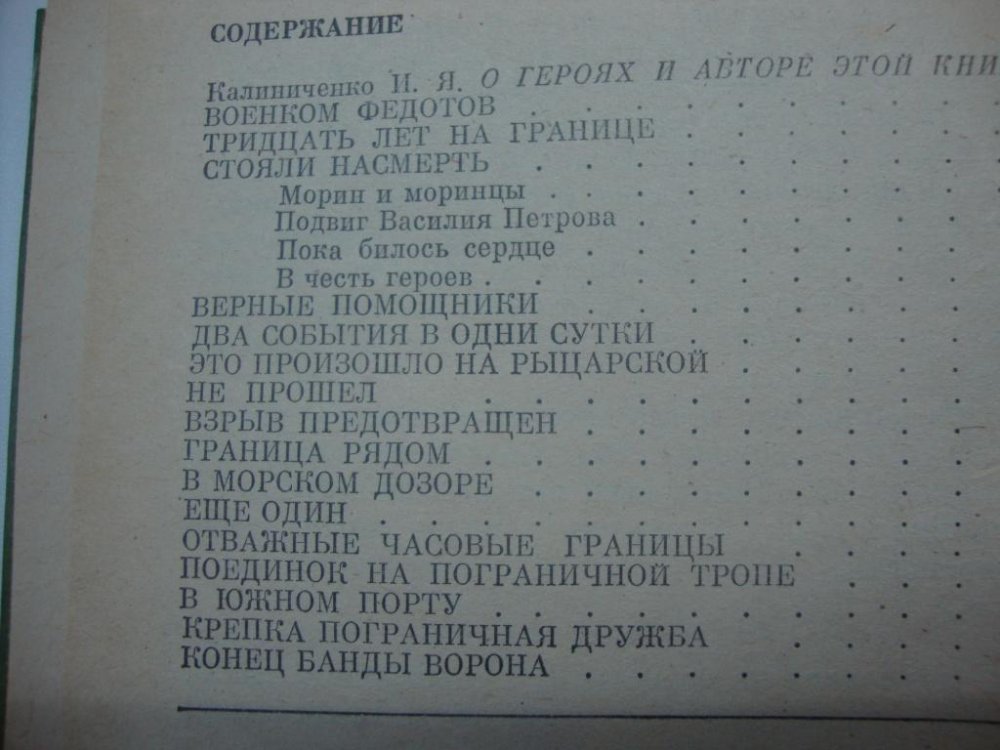 СОДЕРЖАНИЕ
Калиниченко И. Я. О ГЕРОЯХ И АВТОРЕ ЭТОЙ КНИ
ВОЕНКОМ ФЕДОТОВ . . . . . . . . .
ТРИДЦАТЬ ЛЕТ НА ГРАНИЦЕ . . . . . .
СТОЯЛИ НАСМЕРТЬ . . . . . . . . .
Морин и моринцы . . . . . . . . .
Подвиг Василия Петрова . . . . . . .
Пока билось сердце . . . . . . . .
В честь героев . . . . . . . . . .
ВЕРНЫЕ ПОМОЩНИКИ . . . . . . . .
ДВА СОБЫТИЯ В ОДНИ СУТКИ . . . . . .
ЭТО ПРОИЗОШЛО НА РЫЦАРСКОЙ . . . . .
НЕ ПРОШЕЛ . . . . . . . . . .
ВЗРЫВ ПРЕДОТВРАЩЕН . . . . . . . .
ГРАНИЦА РЯДОМ . . . . . . . . . .
В МОРСКОМ ДОЗОРЕ . . . . . . . . .
ЕЩЕ ОДИН . . . . . . . . . . . .
ОТВАЖНЫЕ ЧАСОВЫЕ ГРАНИЦЫ . . . .
ПОЕДИНОК НА ПОГРАНИЧНОЙ ТРОПЕ . . .
В ЮЖНОМ ПОРТУ . . . . . . . . .
КРЕПКА ПОГРАНИЧНАЯ ДРУЖБА . . . .
КОНЕЦ БАНДЫ ВОРОНА . . . . . . . .